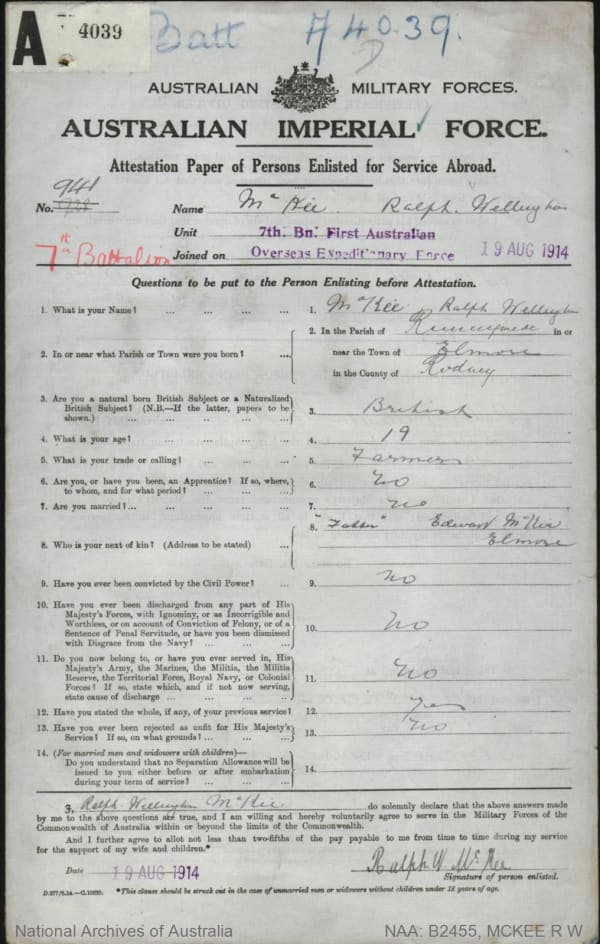 A 4039
Batt A4039.
D
AUSTRALIAN MILITARY FORCES.
AUSTRALIAN IMPERIAL FORCE.
Attestation Paper of Persons Enlisted for Service Abroad.
941
No. Name McKee Ralph Wellington
Unit 7th. Bn. First Australian
7th Battalion Joined on Overseas Expeditionary Force 19 AUG 1914
Questions to be put to the Person Enlisting before Attestation.
1. What is your Name? 1. McKee Ralph Wellington
2. In or near what Parish or Town were you born? ... 2. In the Parish of Runnymede in or
near the Town of Elmore
in the County of Rodney
3. Are you a natural born British Subject or a Naturalized
British Subject? (N.B.—If the latter, papers to be
shown.) ... ... ... ... 3. British
4. What is your age? ... ... ... 4. 19
5. What is your trade or calling? ... ... ... 5. Farmer
6. Are you, or have you been, an Apprentice? If so, where,
to whom, and for what period? ... ... ... 6. No
7. Are you married? ... ... ... ... 7. no
8. Who is your next of kin? (Address to be stated) ... 8. "Father" Edward McKee
Elmore
9. Have you ever been convicted by the Civil Power? ... 9. no
10. Have you ever been discharged from any part of His
Majesty's Forces, with Ignominy, or as Incorrigible and
Worthless, or on account of Conviction of Felony, or of a
Sentence of Penal Servitude, or have you been dismissed
with Disgrace from the Navy? ... ... ... 10. No
11. Do you now belong to, or have you ever served in, His
Majesty's Army, the Marines, the Militia, the Militia
Reserve, the Territorial Force, Royal Navy, or Colonial
Forces? If so, state which, and if not now serving,
state cause of discharge ... ... ... ... 11. No
12. Have you stated the whole, if any, of your previous service? 12. Yes
13. Have you ever been rejected as unfit for His Majesty's
Service? If so, on what grounds? ... ... ... 13. No
14. (For married men and widowers with children)—
Do you understand that no Separation Allowance will be
issued to you either before or after embarkation
during your term of service? ... ... ... 14.
I, Ralph Wellington McKee do solemnly declare that the above answers made
by me to the above questions are true, and I am willing and hereby voluntarily agree to serve in the Military Forces of the
Commonwealth of Australia within or beyond the limits of the Commonwealth.
And I further agree to allot not less than two-fifths of the pay payable to me from time to time during my service
for the support of my wife and children.*
Date 19 AUG 1914 Ralph W. McKee
Signature of person enlisted.
D.277/8.14.—C.10930. *This clause should be struck out in the case of unmarried men or widowers without children under 18 years of age.
National Archives of Australia NAA: B2455, MCKEE R W